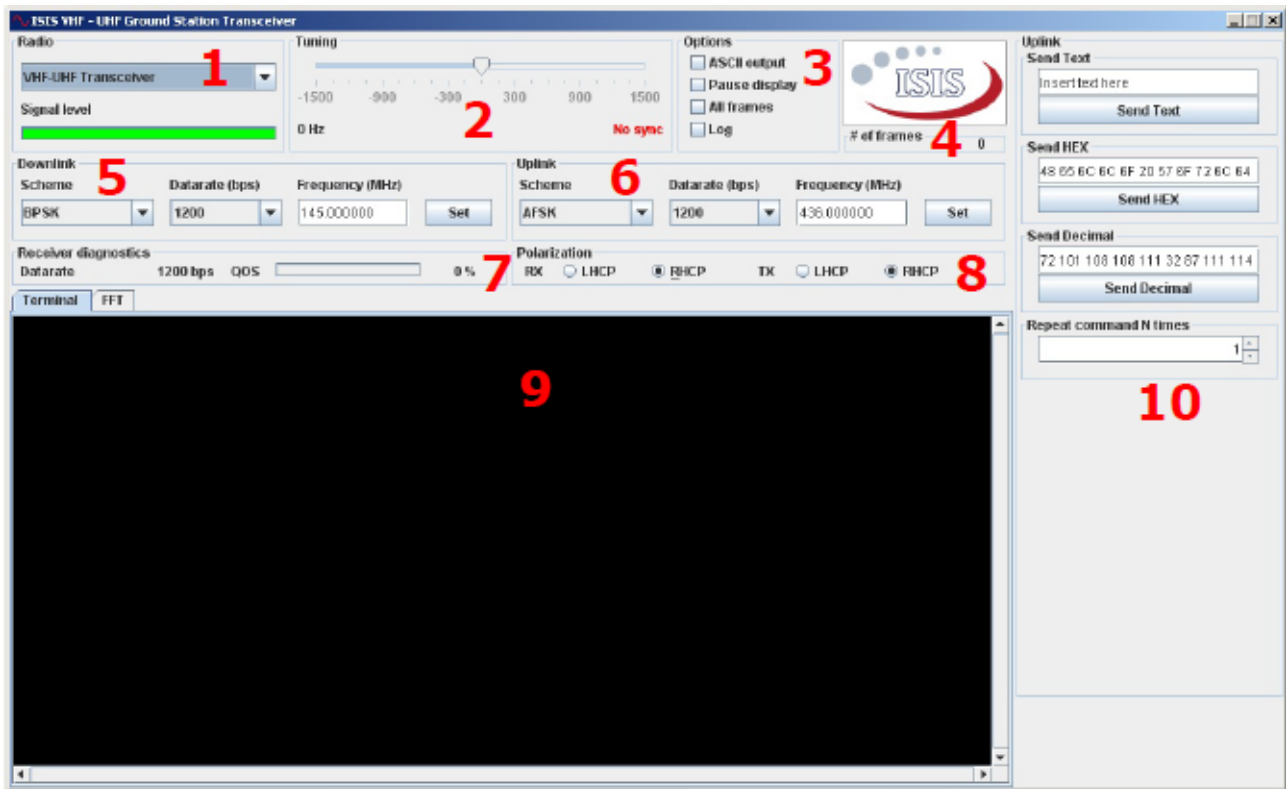 ISIS VHF - UHF Ground Station Transceiver
Radio
VHF-UHF Transceiver
1
Signal level
Tuning
-1500 -900 -300 300 900 1500
2
0 Hz
No sync
Options
ASCII output
3
Pause display
All frames
Log
ISIS
# of frames
4
0
Downlink
5
Scheme Datarate (bps) Frequency (MHz)
BPSK 1200 145.000000 Set
Uplink
6
Scheme Datarate (bps) Frequency (MHz)
AFSK 1200 436.000000 Set
Receiver diagnostics
Datarate 1200 bps QOS 0 %
7
Polarization
RX LHCP RHCP TX LHCP RHCP
8
Terminal FFT
9
Uplink
Send Text
Insert text here
Send Text
Send HEX
48 65 6C 6C 6F 20 57 6F 72 6C 64
Send HEX
Send Decimal
72 101 108 108 111 32 87 111 114
Send Decimal
Repeat command N times
1
10